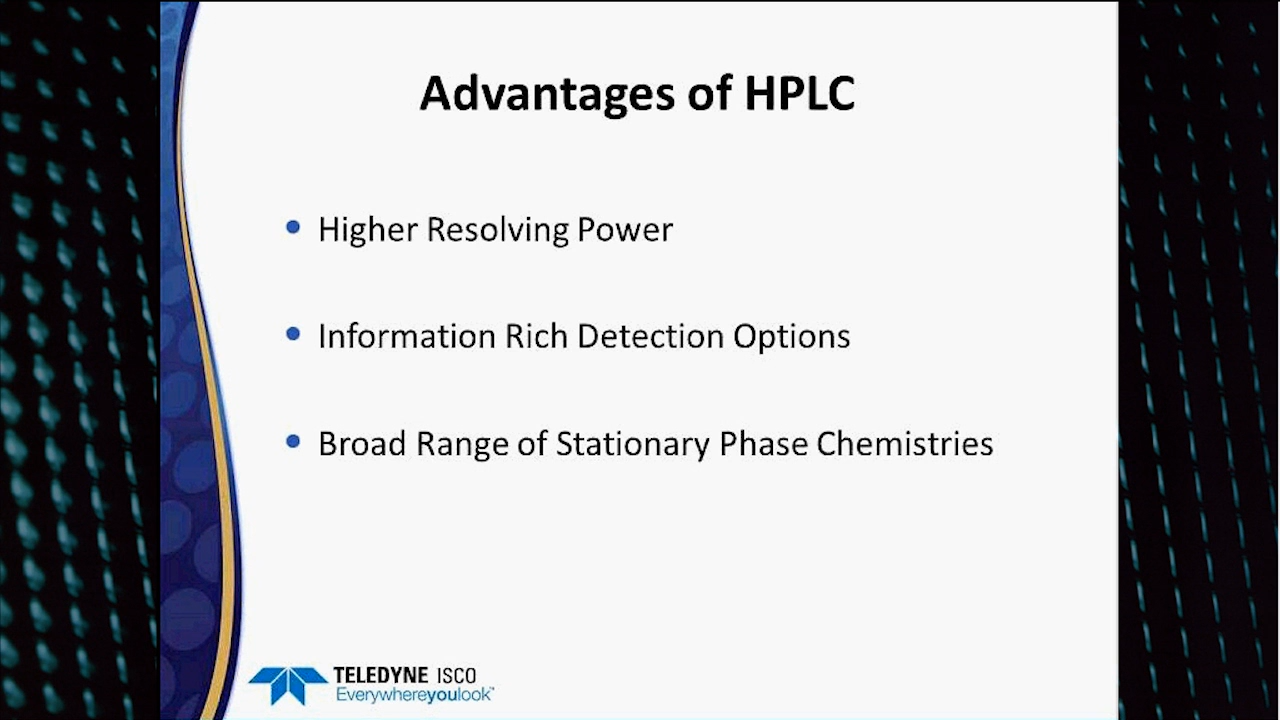 Advantages of HPLC
• Higher Resolving Power
• Information Rich Detection Options
• Broad Range of Stationary Phase Chemistries
TELEDYNE ISCO
Everywhereyoulook™